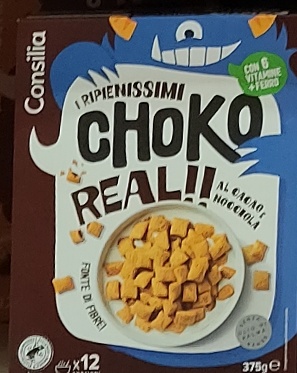 Consilia
CON 6
VITAMINE
+ FERRO
I RIPIENISSIMI
CHOKO
REAL!!
AL CACAO E
NOCCIOLA
FONTE DI FIBRE!
x12
375g e